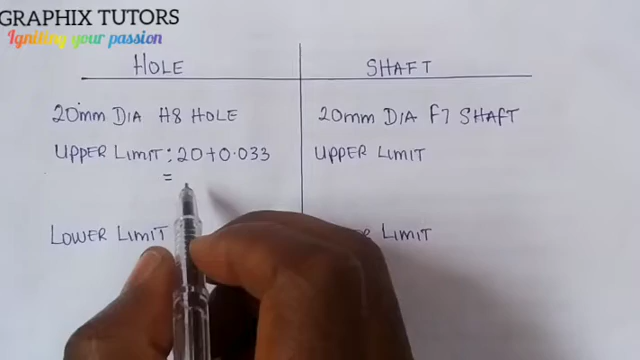 GRAPHIX TUTORS
Igniting your passion
HOLE
SHAFT
20mm DIA H8 HOLE
20mm DIA F7 SHAFT
UPPER LIMIT : 20+0.033
UPPER LIMIT
=
LOWER LIMIT
LIMIT